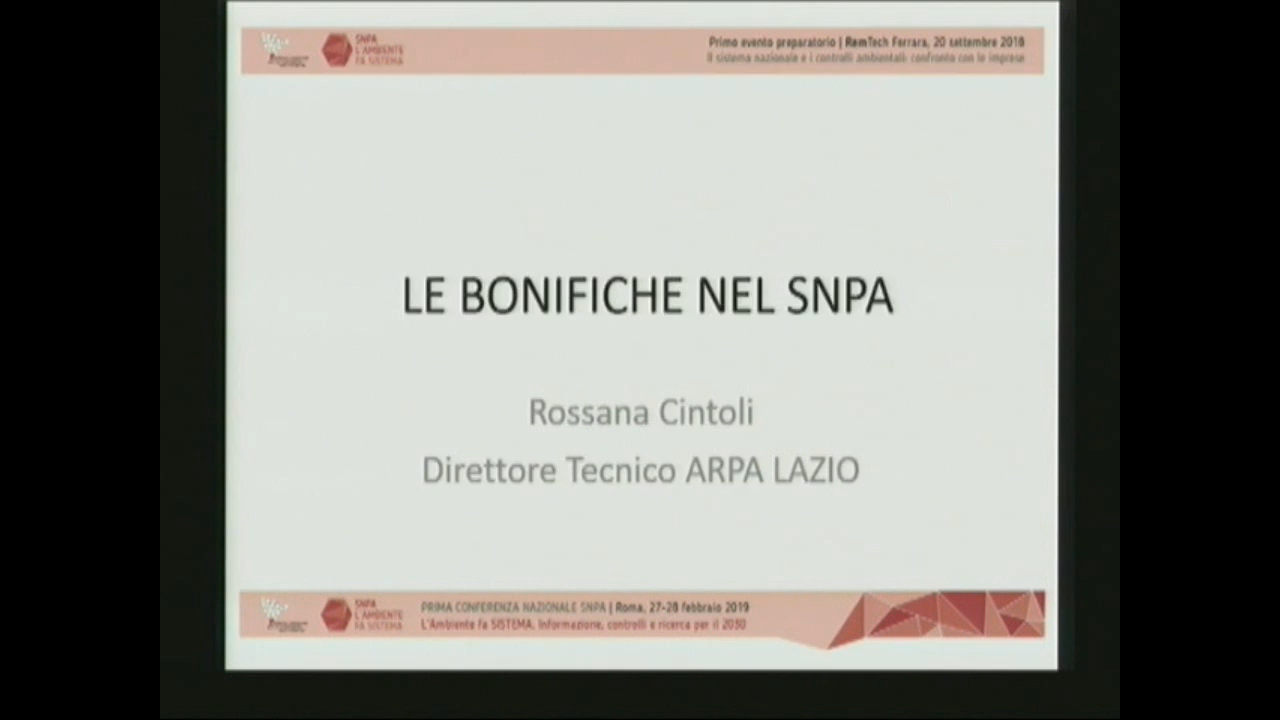 SNPA
L'AMBIENTE
FA SISTEMA
Primo evento preparatorio | RemTech Ferrara, 20 settembre 2018
Il sistema nazionale e i controlli ambientali: confronto con le imprese
LE BONIFICHE NEL SNPA
Rossana Cintoli
Direttore Tecnico ARPA LAZIO
SNPA
L'AMBIENTE
FA SISTEMA
PRIMA CONFERENZA NAZIONALE SNPA | Roma, 27-28 febbraio 2019
L'Ambiente fa SISTEMA. Informazione, controlli e ricerca per il 2030